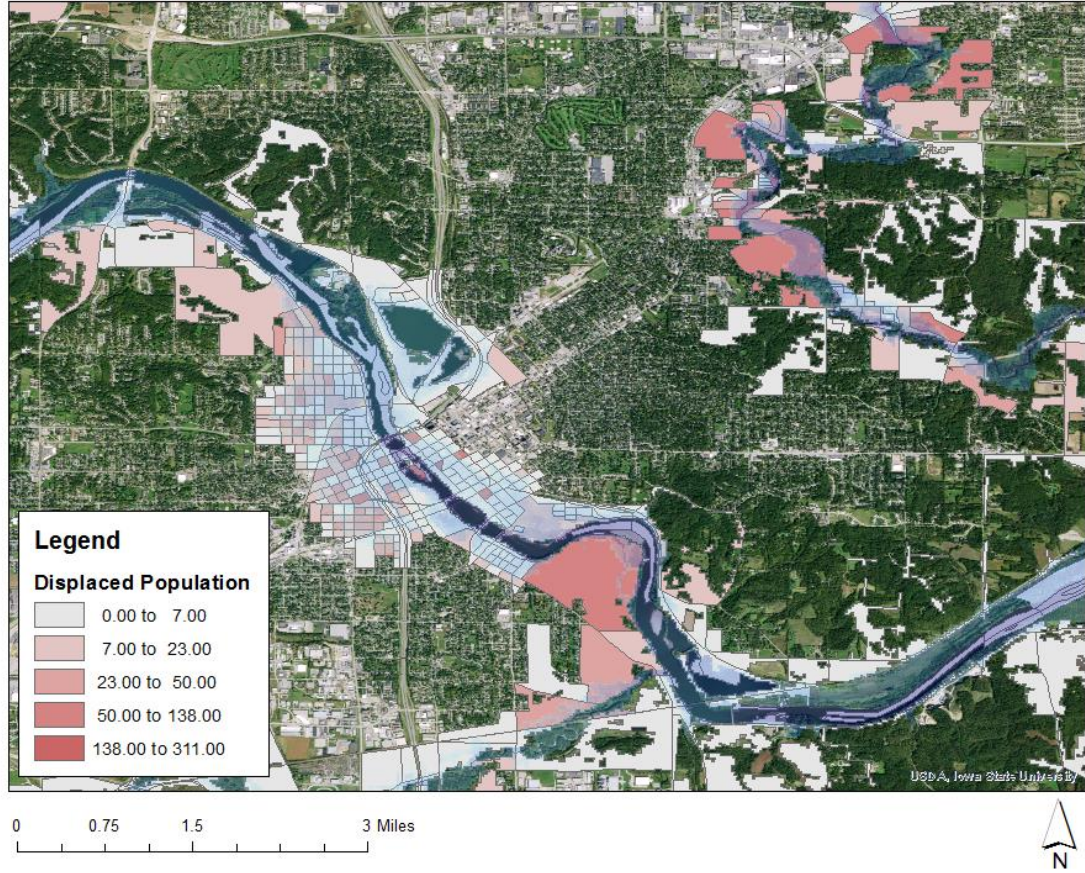 USDA, Iowa State University
Legend
Displaced Population
0.00 to 7.00
7.00 to 23.00
23.00 to 50.00
50.00 to 138.00
138.00 to 311.00
0 0.75 1.5 3 Miles
N